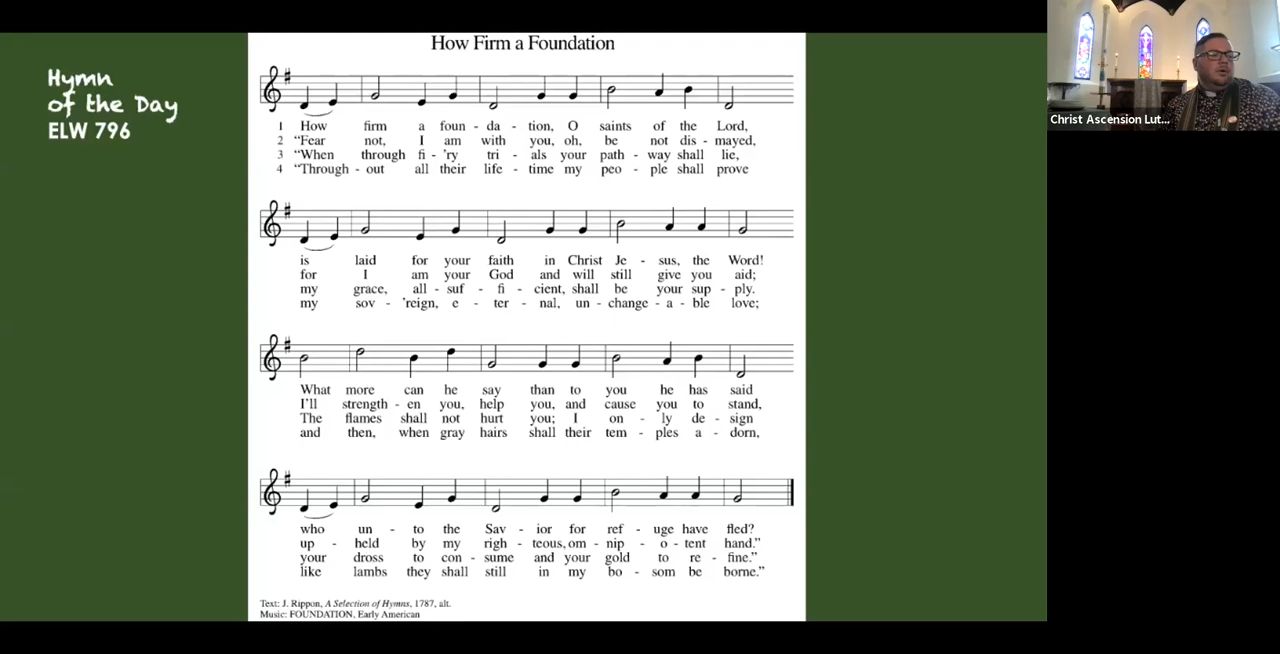 How Firm a Foundation
Hymn
of the Day
ELW 796
1 How firm a foun - da - tion, O saints of the Lord,
2 “Fear not, I am with you, oh, be not dis - mayed,
3 “When through fi - ’ry tri - als your path - way shall lie,
4 “Through - out all their life - time my peo - ple shall prove
is laid for your faith in Christ Je - sus, the Word!
for I am your God and will still give you aid;
my grace, all - suf - fi - cient, shall be your sup - ply.
my sov - ’reign, e - ter - nal, un - change - a - ble love;
What more can he say than to you he has said
I’ll strength - en you, help you, and cause you to stand,
The flames shall not hurt you; I on - ly de - sign
and then, when gray hairs shall their tem - ples a - dorn,
who un - to the Sav - ior for ref - uge have fled?
up - held by my righ - teous, om - nip - o - tent hand.”
your dross to con - sume and your gold to re - fine.”
like lambs they shall still in my bo - som be borne.”
Text: J. Rippon, A Selection of Hymns, 1787, alt.
Music: FOUNDATION, Early American
Christ Ascension Lut...